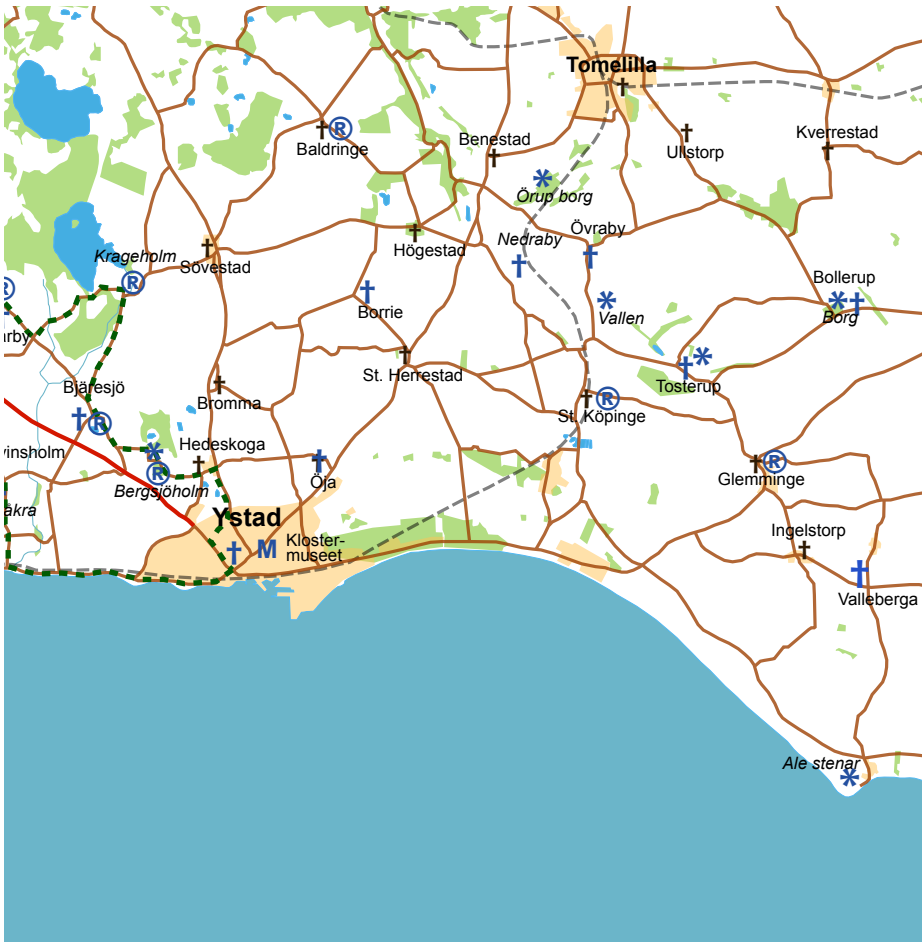 Tomelilla
Baldringe
R
Benestad
Ullstorp
Kverrestad
Örup borg
Krageholm
R
Sövestad
Högestad
Nedraby
Övraby
Bollerup
Borg
R
arby
Borrie
Vallen
Bjäresjö
R
St. Herrestad
Tosterup
Bromma
St. Köpinge
R
vinsholm
Hedeskoga
Bergsjöholm
R
Öja
Glemminge
R
åkra
Ystad
M
Kloster-
museet
Ingelstorp
Valleberga
Ale stenar